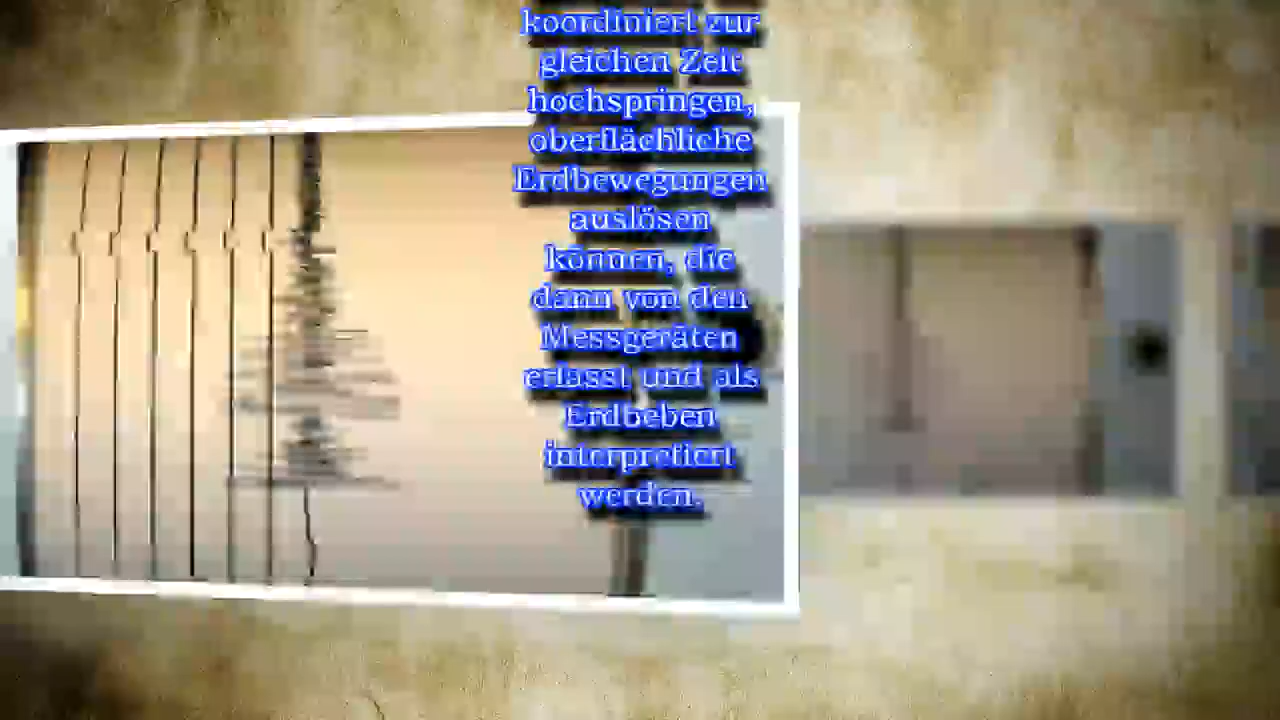 koordiniert zur
gleichen Zeit
hochspringen,
oberflächliche
Erdbewegungen
auslösen
können, die
dann von den
Messgeräten
erfasst und als
Erdbeben
interpretiert
werden.